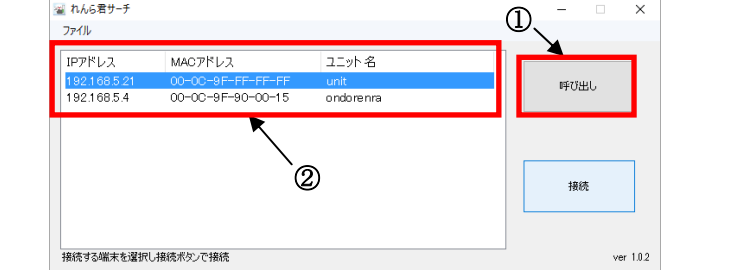 れんら君サーチ
①
ファイル
IPアドレス MACアドレス ユニット名
192.168.5.21 00-0C-9F-FF-FF-FF unit
192.168.5.4 00-0C-9F-90-00-15 ondorenra
呼び出し
②
接続
接続する端末を選択し接続ボタンで接続
ver 1.0.2